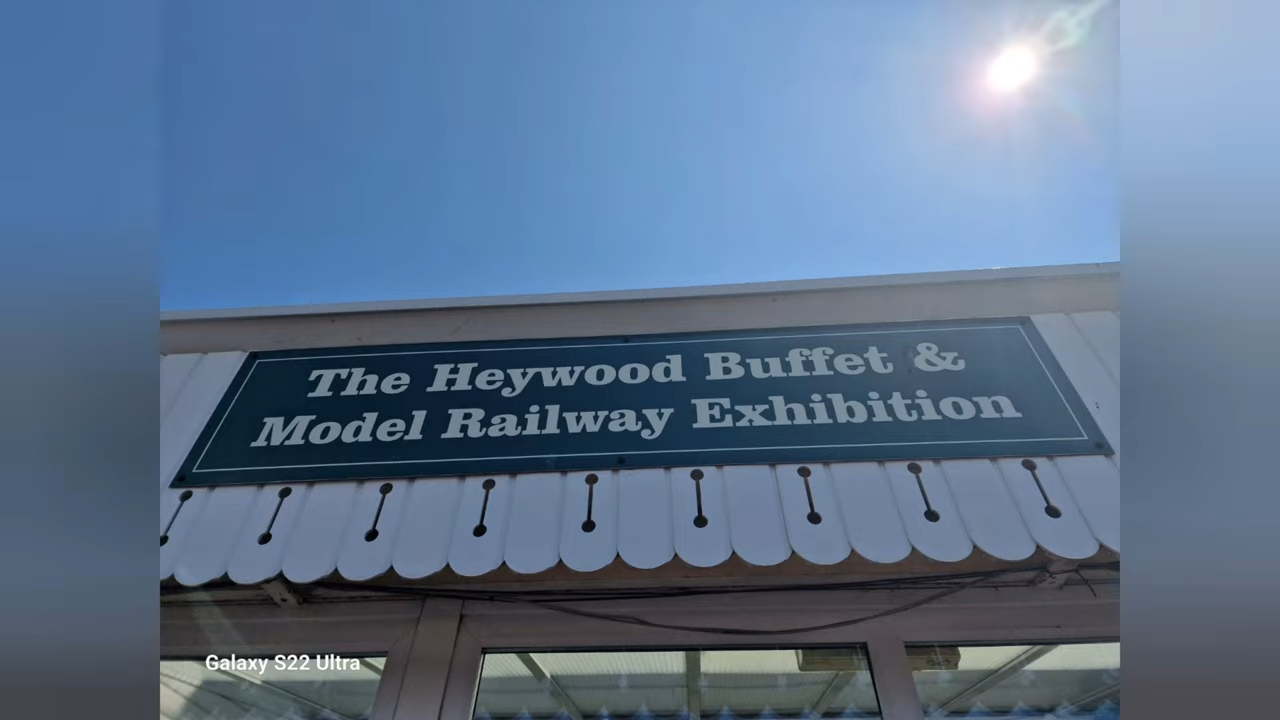 The Heywood Buffet &
Model Railway Exhibition
Galaxy S22 Ultra